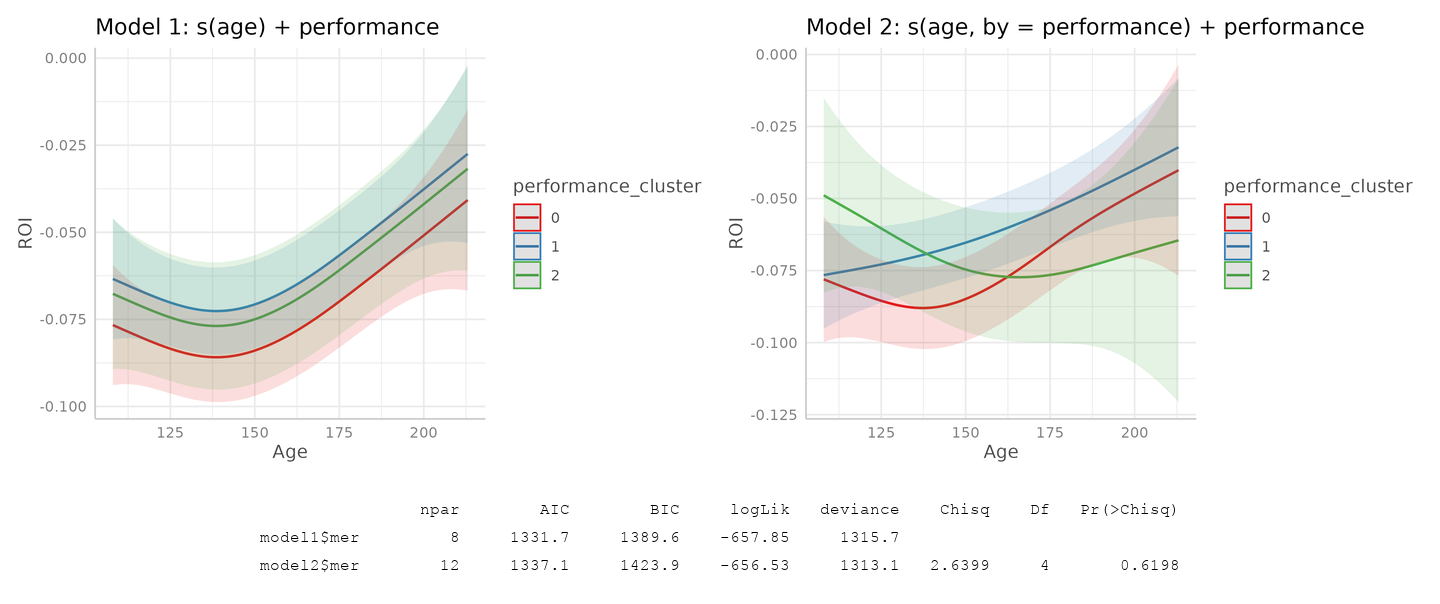 Model 1: s(age) + performance
0.000
-0.025
-0.050
-0.075
-0.100
ROI
125 150 175 200
Age
performance_cluster
0
1
2
Model 2: s(age, by = performance) + performance
0.000
-0.025
-0.050
-0.075
-0.100
-0.125
ROI
125 150 175 200
Age
performance_cluster
0
1
2
npar AIC BIC logLik deviance Chisq Df Pr(>Chisq)
model1$mer 8 1331.7 1389.6 -657.85 1315.7
model2$mer 12 1337.1 1423.9 -656.53 1313.1 2.6399 4 0.6198